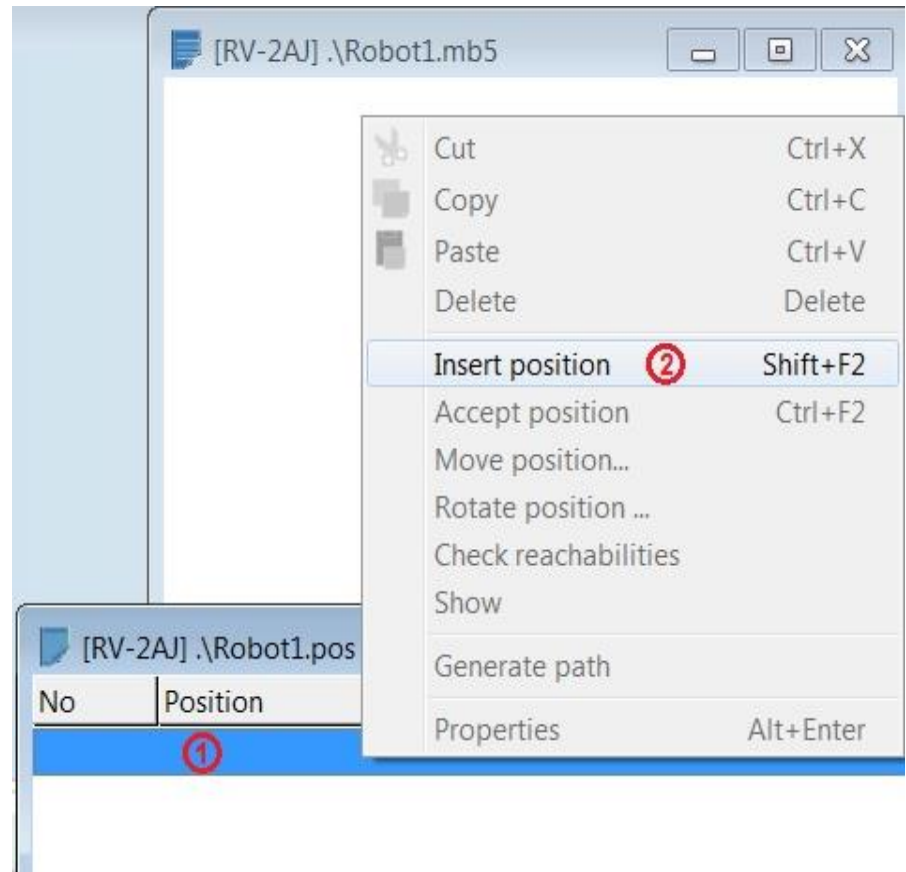 [RV-2AJ] .\Robot1.mb5
Cut Ctrl+X
Copy Ctrl+C
Paste Ctrl+V
Delete Delete
Insert position 2 Shift+F2
Accept position Ctrl+F2
Move position...
Rotate position ...
Check reachabilities
Show
Generate path
Properties Alt+Enter
[RV-2AJ] .\Robot1.pos
No Position
1